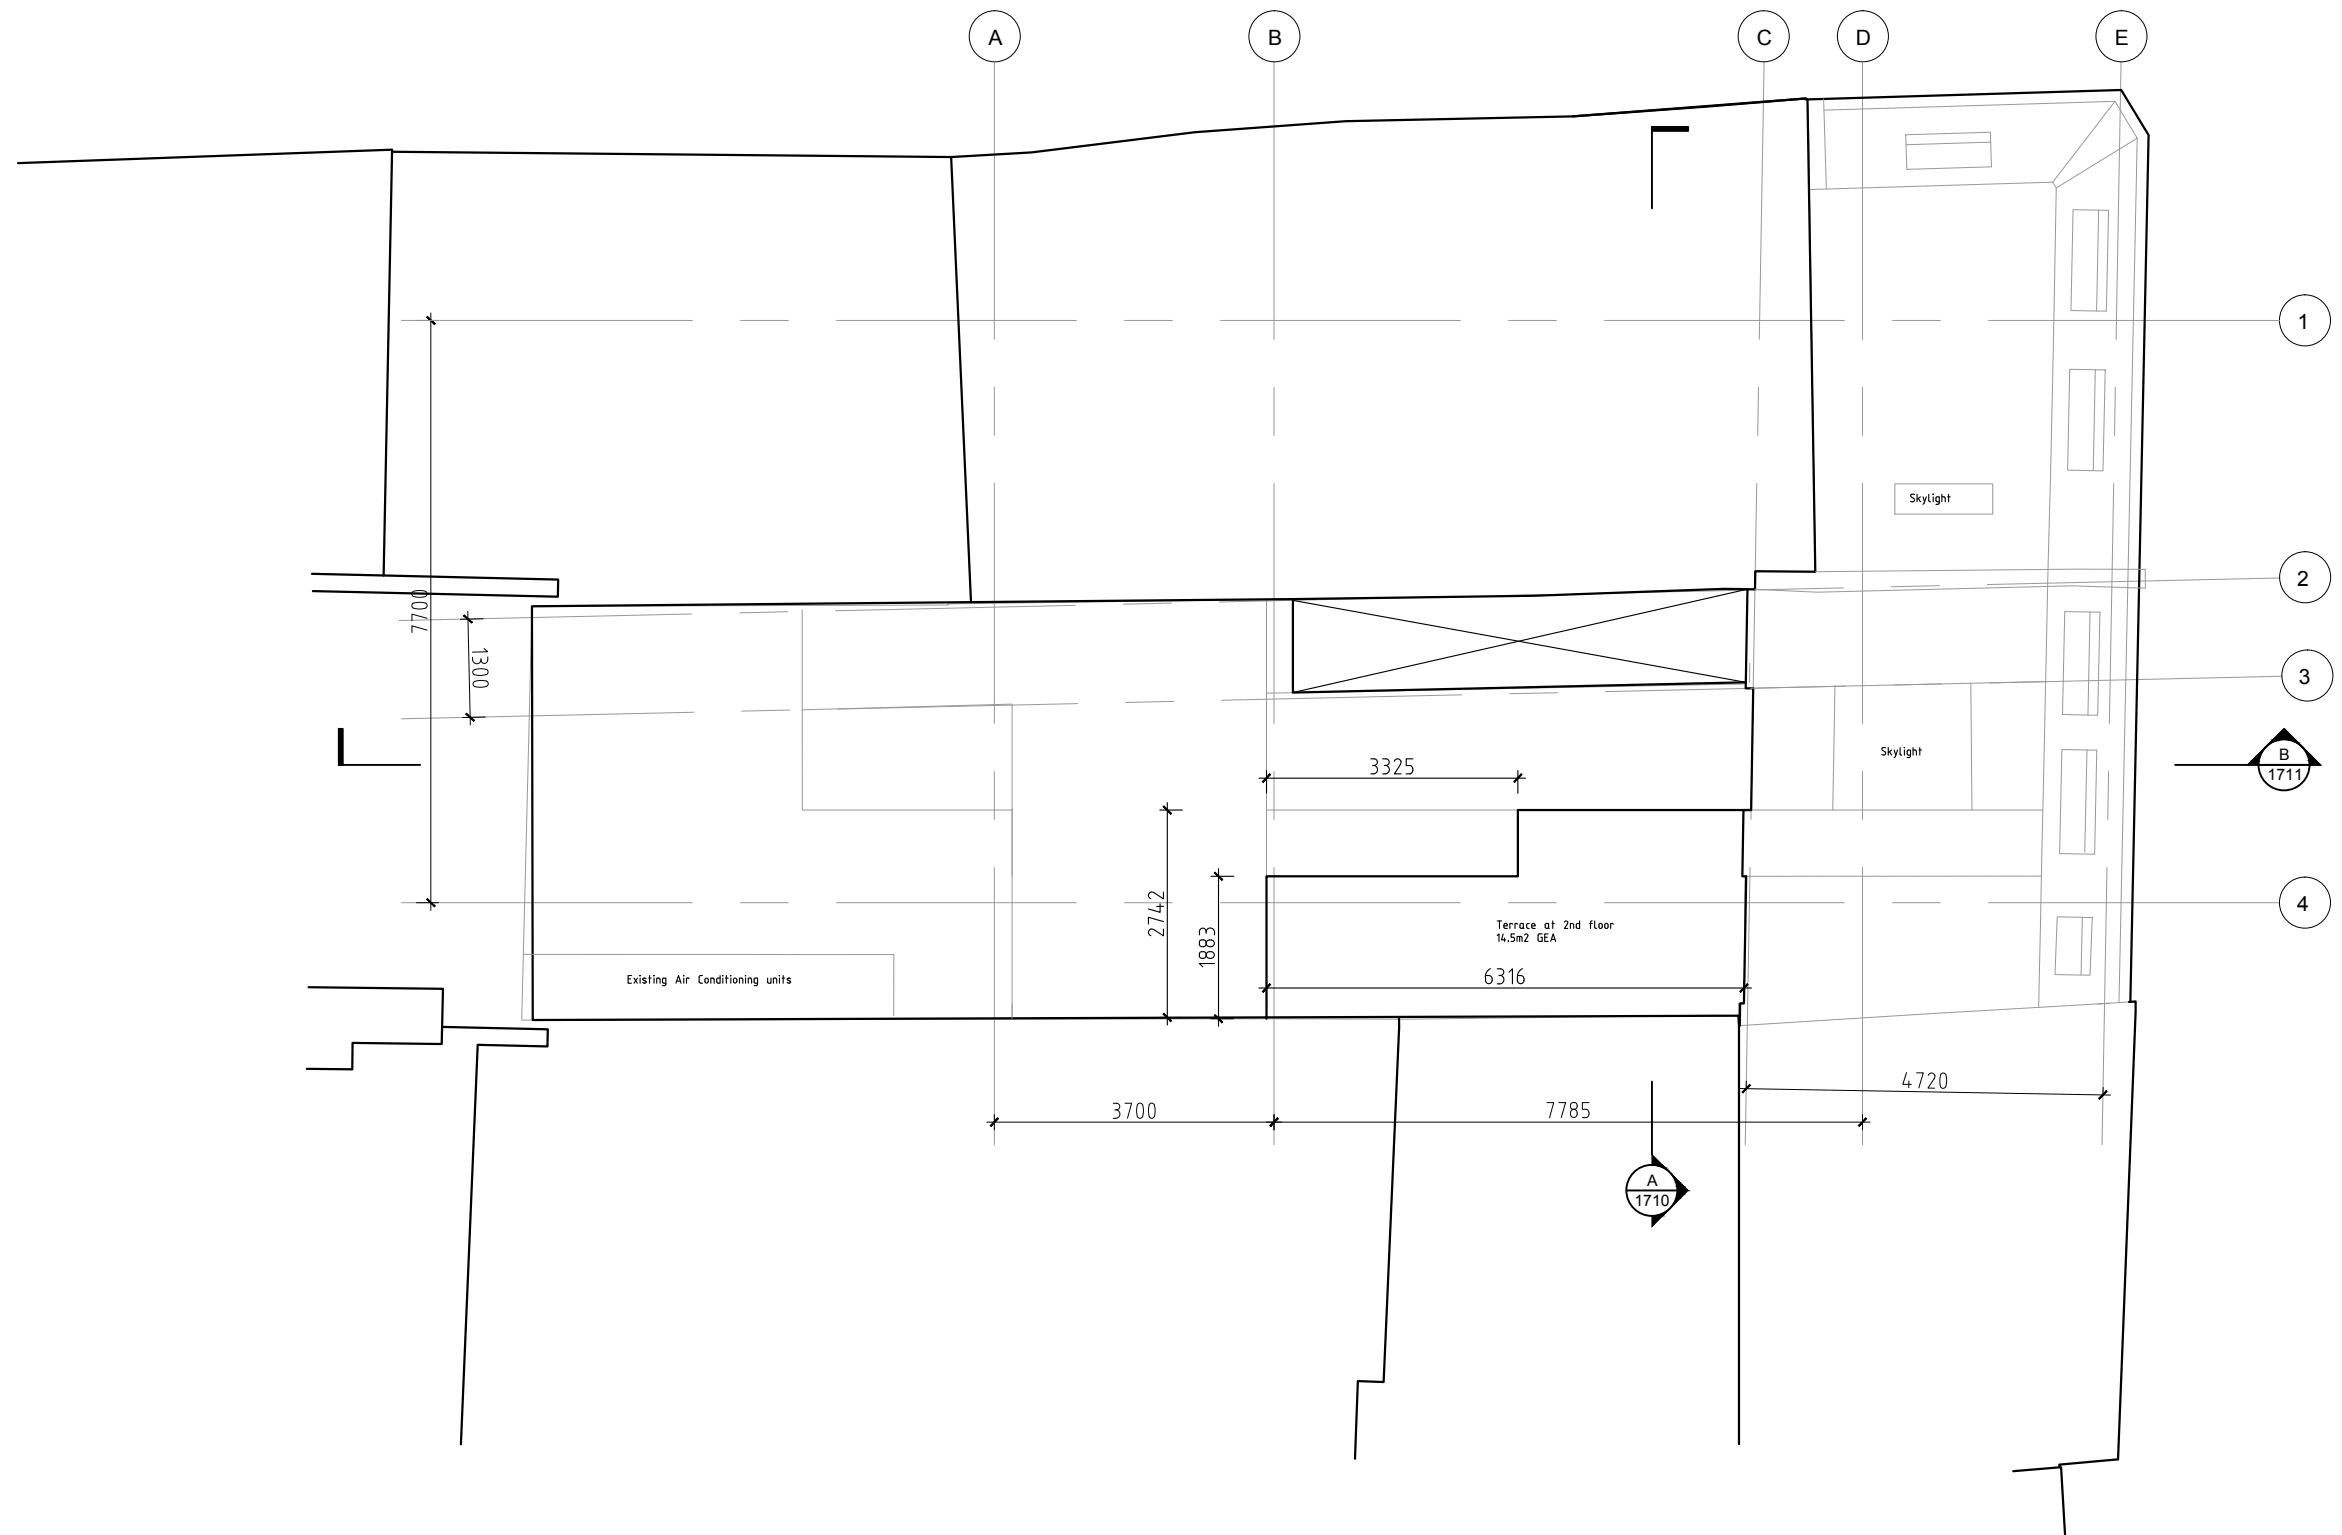 A
B
C
D
E
1
Skylight
2
7700
1300
3
Skylight
B
1711
3325
2742
1883
4
Terrace at 2nd floor
14.5m2 GEA
6316
Existing Air Conditioning units
4720
3700
7785
A
1710